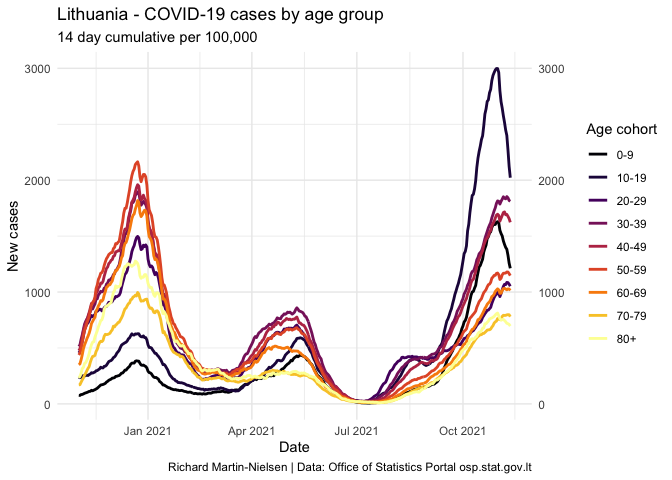 Lithuania - COVID-19 cases by age group
14 day cumulative per 100,000
3000
2000
1000
0
New cases
3000
2000
1000
0
Jan 2021 Apr 2021 Jul 2021 Oct 2021
Date
Age cohort
0-9
10-19
20-29
30-39
40-49
50-59
60-69
70-79
80+
Richard Martin-Nielsen | Data: Office of Statistics Portal osp.stat.gov.lt